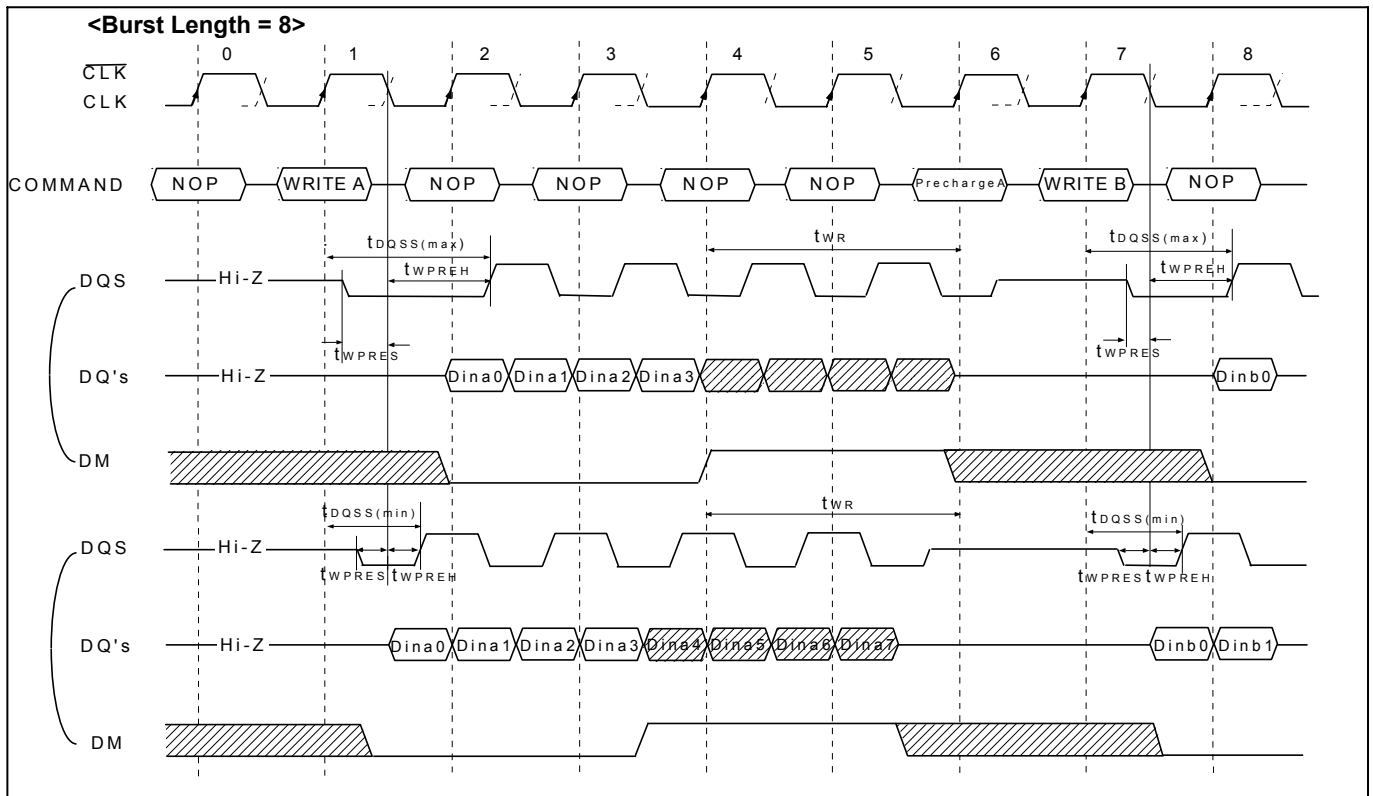 <Burst Length = 8>
0 1 2 3 4 5 6 7 8
CLK
CLK
COMMAND NOP WRITE A NOP NOP NOP NOP PrechargeA WRITE B NOP
tDQSS(max) tWR tDQSS(max)
tWPREH tWPREH
DQS Hi-Z
tWPRES tWPRES
DQ's Hi-Z Dina0 Dina1 Dina2 Dina3 Dinb0
DM
tDQSS(min) tWR tDQSS(min)
DQS Hi-Z
tWPRES tWPREH tWPRES tWPREH
DQ's Hi-Z Dina0 Dina1 Dina2 Dina3 Dina4 Dina5 Dina6 Dina7 Dinb0 Dinb1
DM